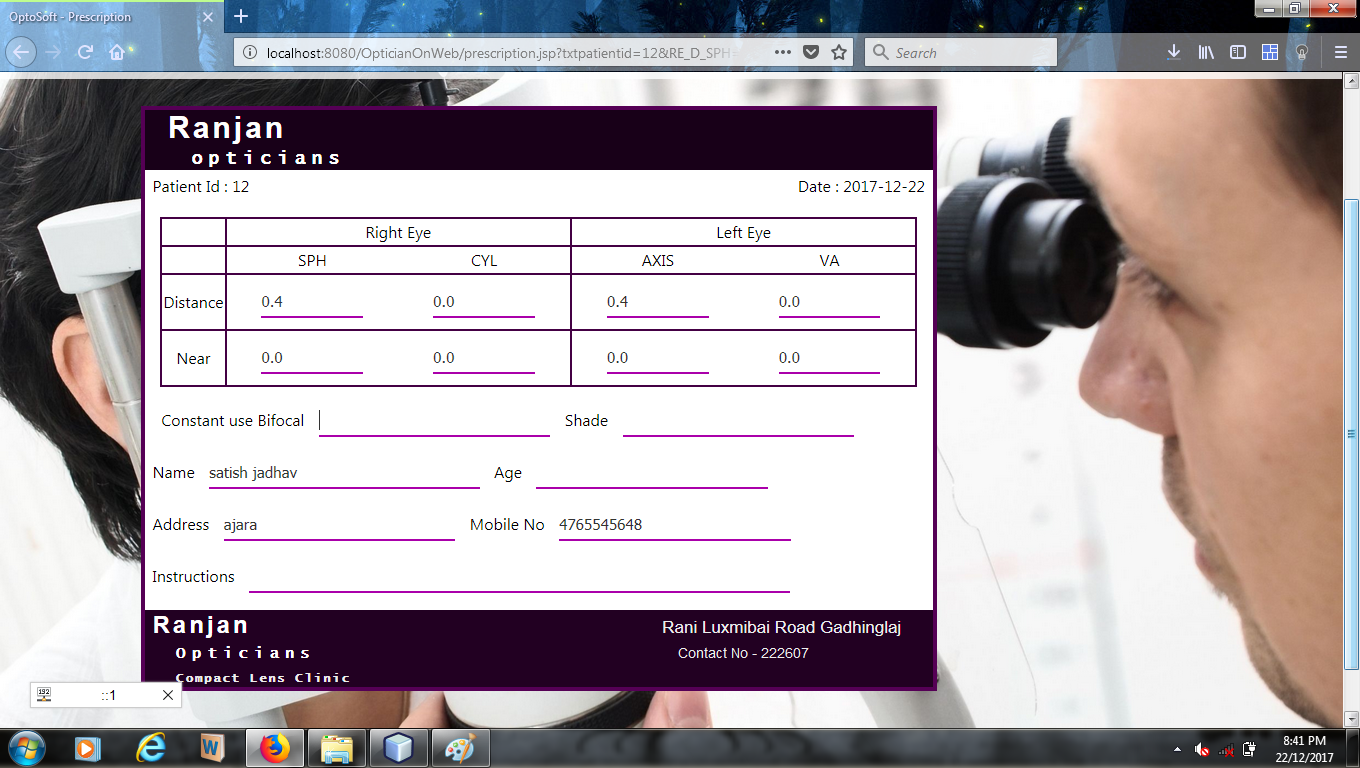 OptoSoft - Prescription
localhost:8080/OpticianOnWeb/prescription.jsp?txtpatientid=12&RE_D_SPH=
Search
Ranjan
opticians
Patient Id : 12 Date : 2017-12-22
Right Eye Left Eye
SPH CYL AXIS VA
Distance 0.4 0.0 0.4 0.0
Near 0.0 0.0 0.0 0.0
Constant use Bifocal Shade
Name satish jadhav Age
Address ajara Mobile No 4765545648
Instructions
Ranjan Rani Luxmibai Road Gadhinglaj
Opticians Contact No - 222607
Compact Lens Clinic
::1
8:41 PM
22/12/2017